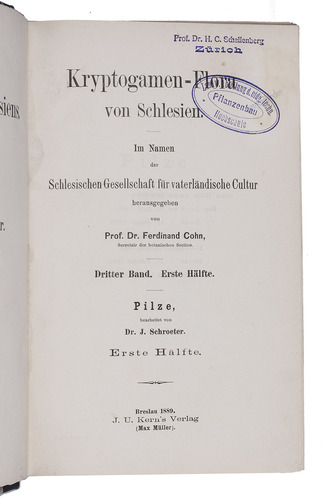 Prof. Dr. H. C. Schellenberg
Zürich
Kryptogamen-Flora
von Schlesien.
Pflanzenbau
Im Namen
der
Schlesischen Gesellschaft für vaterländische Cultur
herausgegeben
von
Prof. Dr. Ferdinand Cohn,
Secretair der botanischen Section.
Dritter Band. Erste Hälfte.
Pilze,
bearbeitet von
Dr. J. Schroeter.
Erste Hälfte.
Breslau 1889.
J. U. Kern's Verlag
(Max Müller).